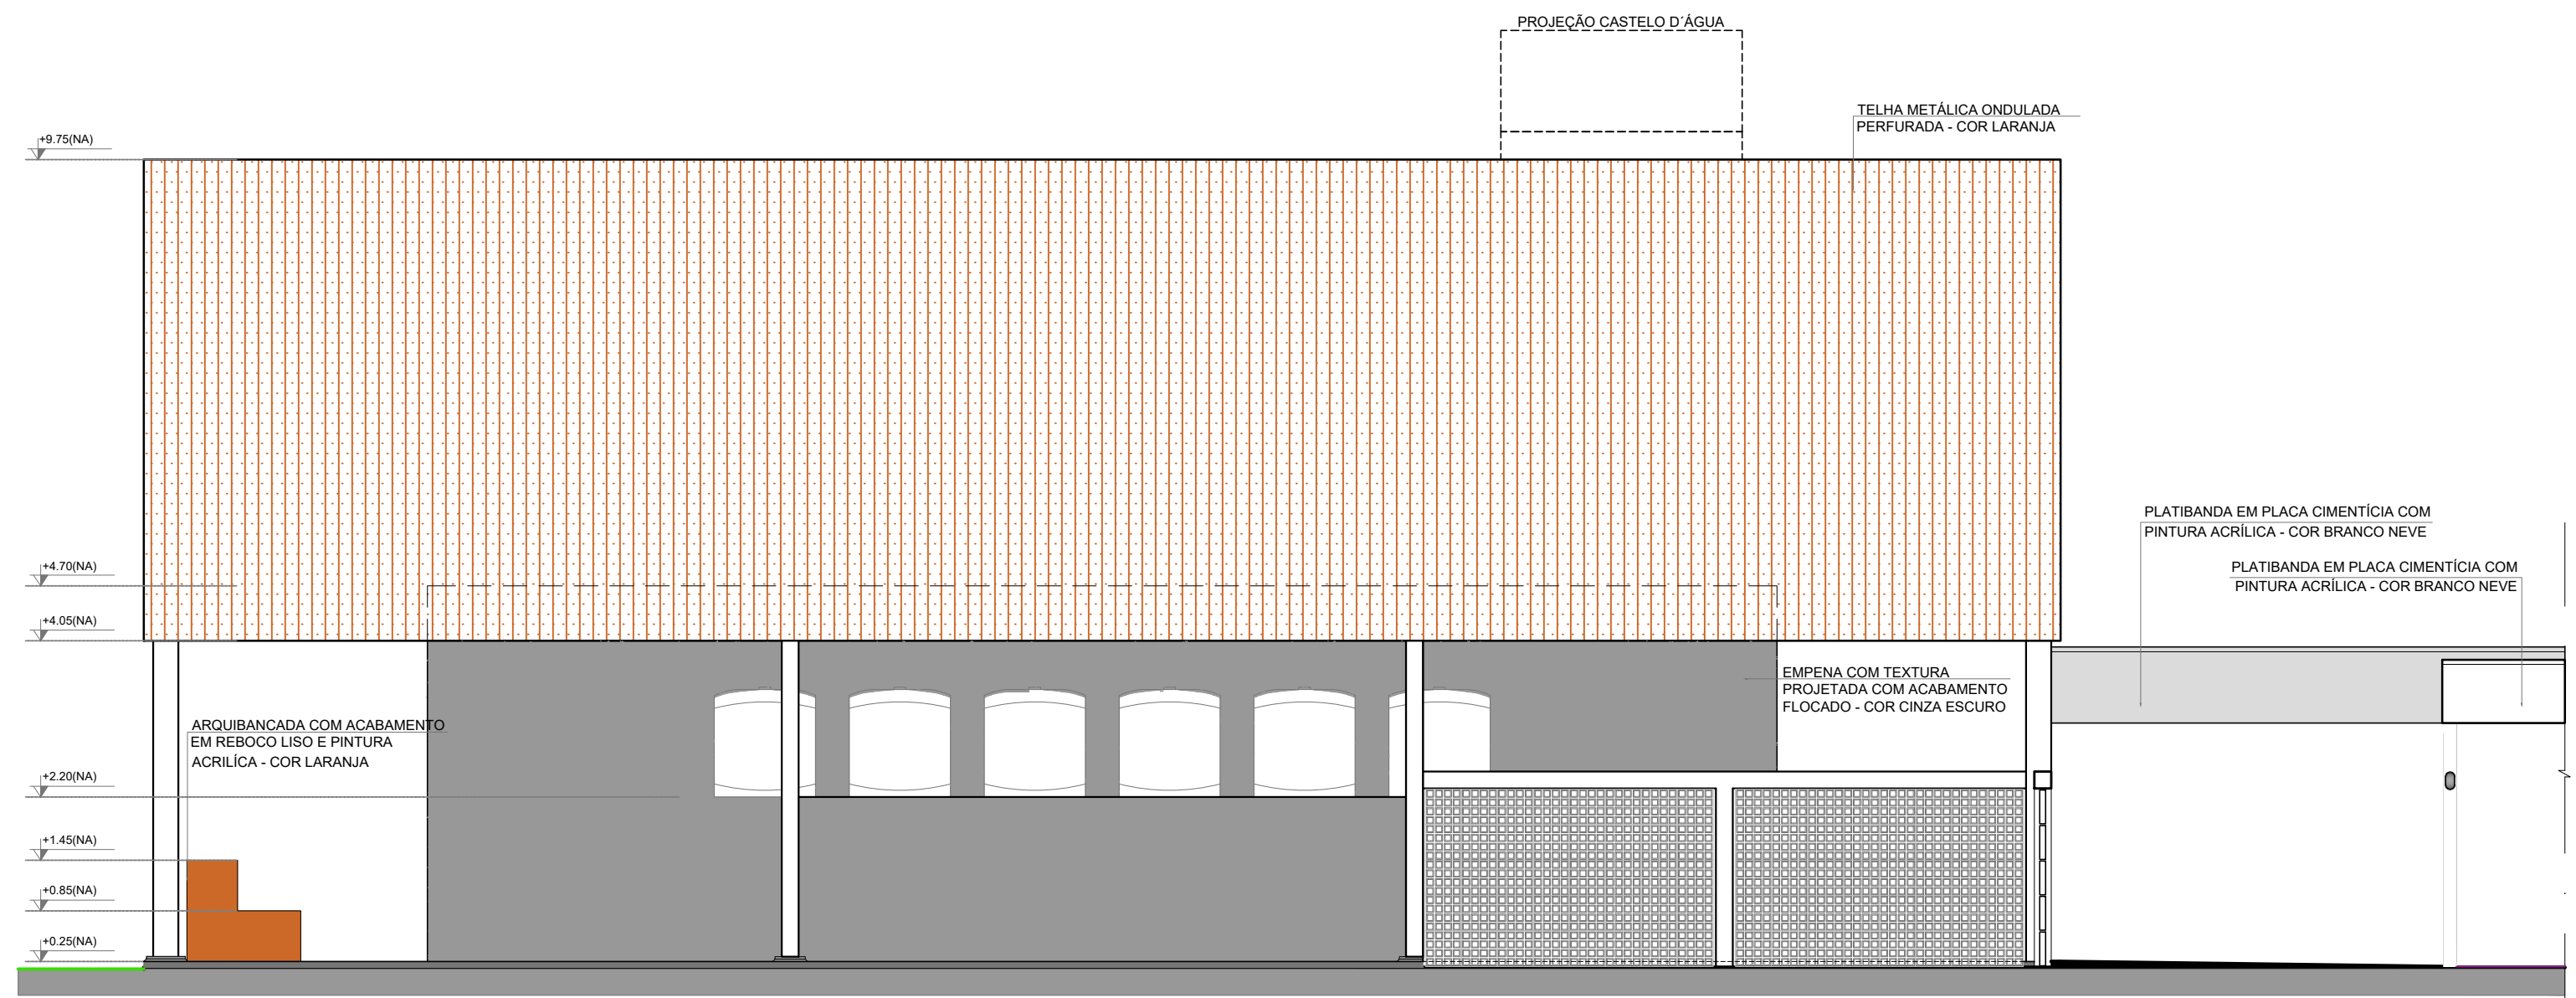 PROJEÇÃO CASTELO D´ÁGUA
TELHA METÁLICA ONDULADA
PERFURADA - COR LARANJA
+9.75(NA)
PLATIBANDA EM PLACA CIMENTÍCIA COM
PINTURA ACRÍLICA - COR BRANCO NEVE
PLATIBANDA EM PLACA CIMENTÍCIA COM
PINTURA ACRÍLICA - COR BRANCO NEVE
+4.70(NA)
+4.05(NA)
EMPENA COM TEXTURA
PROJETADA COM ACABAMENTO
FLOCADO - COR CINZA ESCURO
ARQUIBANCADA COM ACABAMENTO
EM REBOCO LISO E PINTURA
ACRILÍCA - COR LARANJA
+2.20(NA)
+1.45(NA)
+0.85(NA)
+0.25(NA)